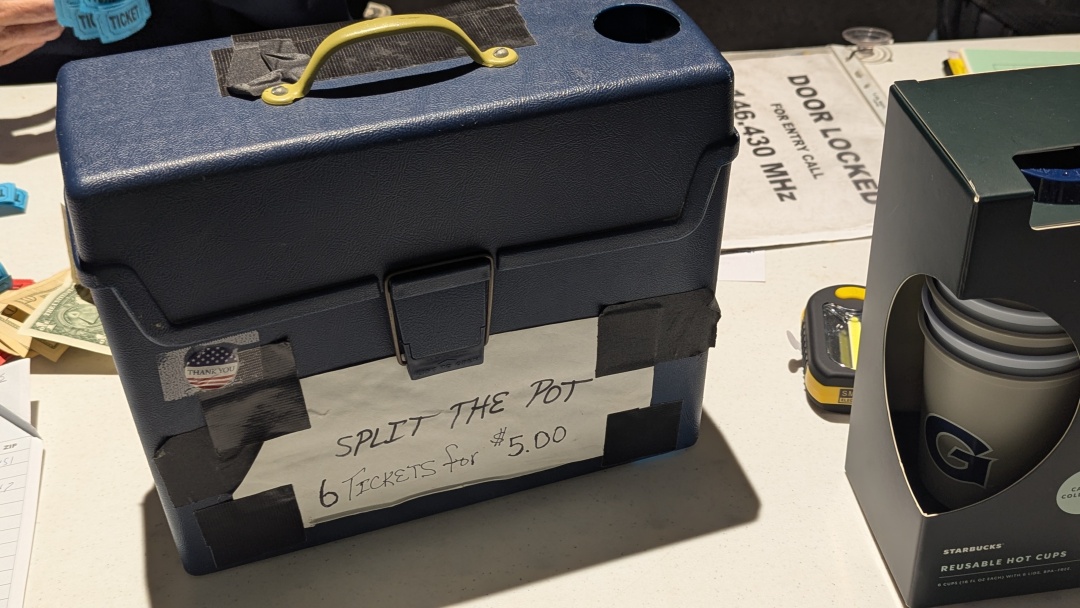 TICKET
DOOR LOCKED
FOR ENTRY CALL
146.430 MHz
THANK YOU
SPLIT THE POT
6 TICKETS for $5.00
G
STARBUCKS
REUSABLE HOT CUPS
ZIP